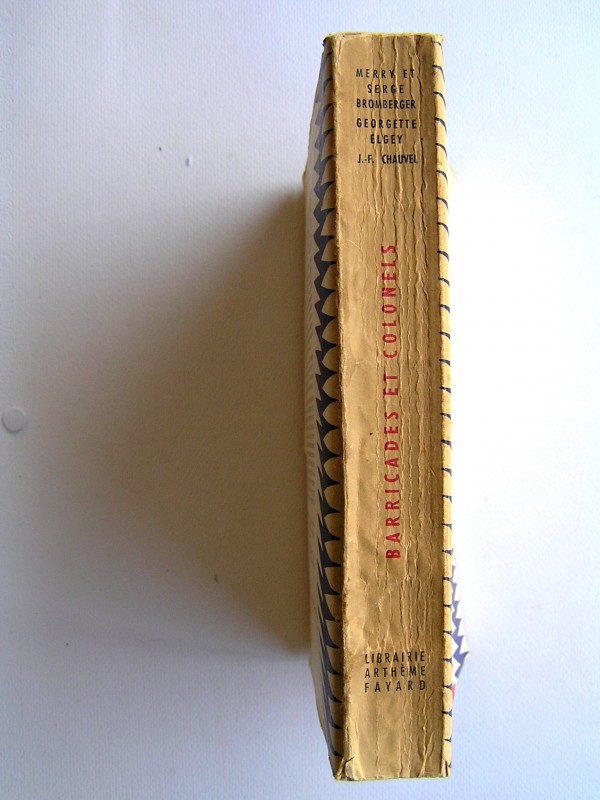 MERRY ET
SERGE
BROMBERGER
GEORGETTE
ELGEY
J.-F. CHAUVEL
BARRICADES ET COLONELS
LIBRAIRIE
ARTHÈME
FAYARD